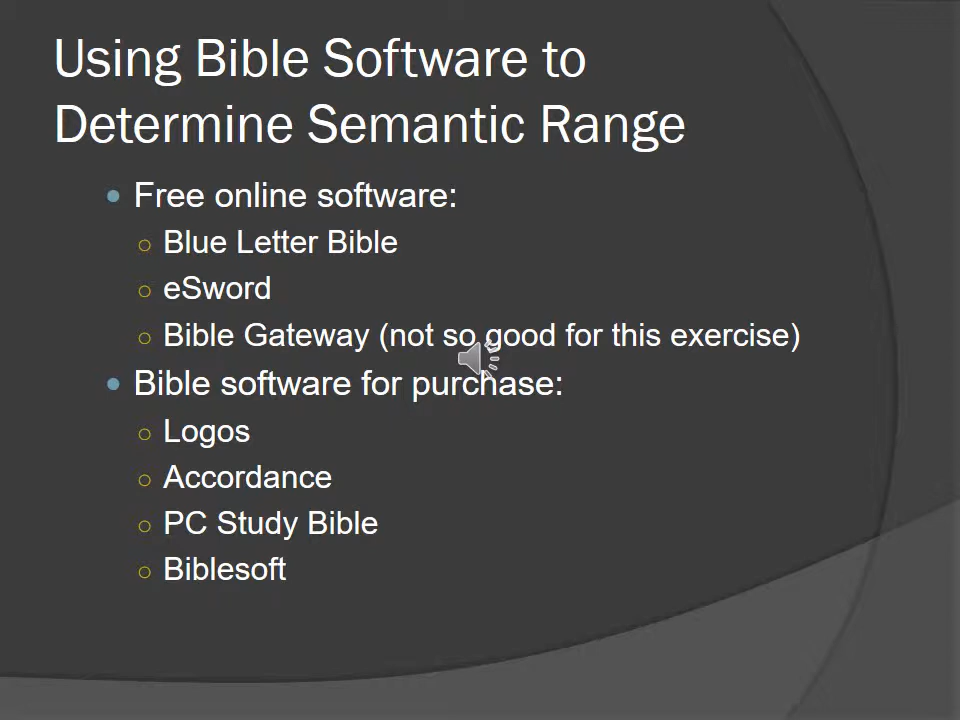 Using Bible Software to
Determine Semantic Range
Free online software:
Blue Letter Bible
eSword
Bible Gateway (not so good for this exercise)
Bible software for purchase:
Logos
Accordance
PC Study Bible
Biblesoft